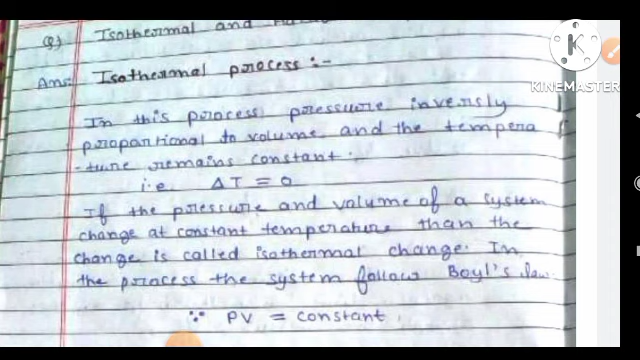 Q) Isothermal and
KINEMASTER
Ans: Isothermal process :-
In this process pressure inversly
proportional to volume and the tempera
-ture remains constant.
i.e ΔT = 0
If the pressure and volume of a system
change at constant temperature than the
change is called isothermal change. In
the process the system follow Boyl's law
∵ PV = constant